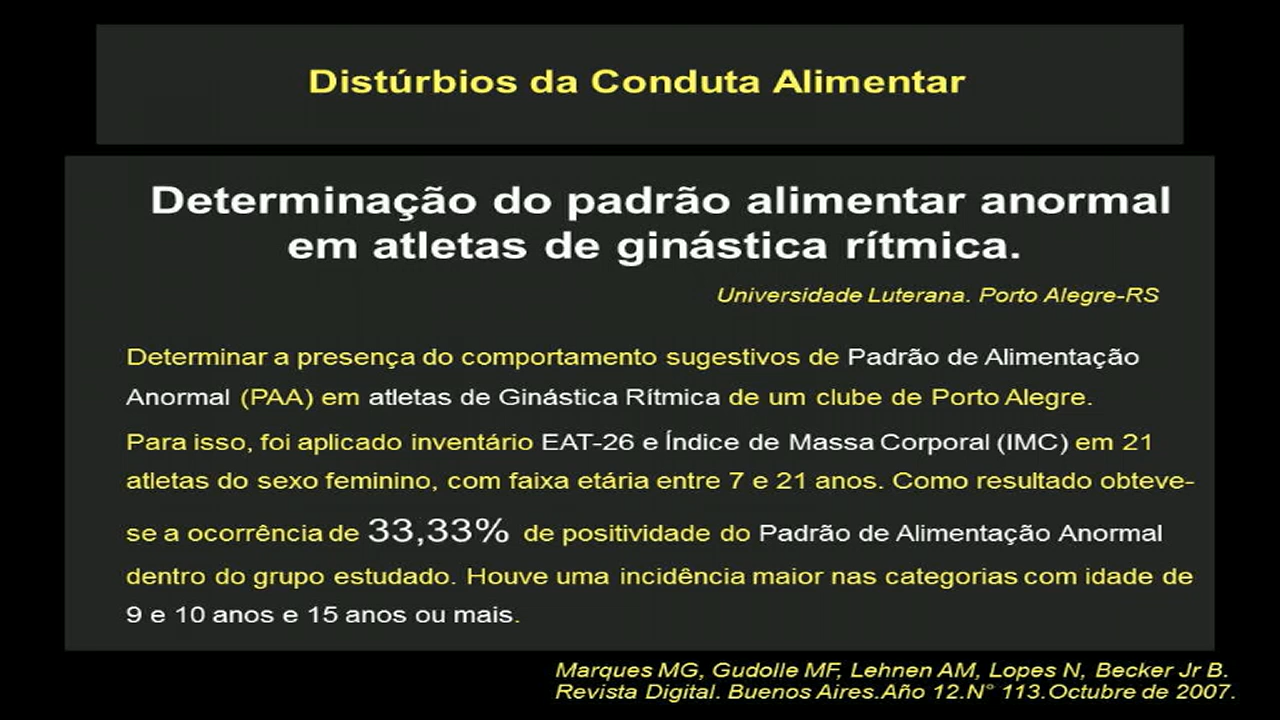 Distúrbios da Conduta Alimentar
Determinação do padrão alimentar anormal
em atletas de ginástica rítmica.
Universidade Luterana. Porto Alegre-RS
Determinar a presença do comportamento sugestivos de Padrão de Alimentação
Anormal (PAA) em atletas de Ginástica Rítmica de um clube de Porto Alegre.
Para isso, foi aplicado inventário EAT-26 e Índice de Massa Corporal (IMC) em 21
atletas do sexo feminino, com faixa etária entre 7 e 21 anos. Como resultado obteve-
se a ocorrência de 33,33% de positividade do Padrão de Alimentação Anormal
dentro do grupo estudado. Houve uma incidência maior nas categorias com idade de
9 e 10 anos e 15 anos ou mais.
Marques MG, Gudolle MF, Lehnen AM, Lopes N, Becker Jr B.
Revista Digital. Buenos Aires.Año 12.N° 113.Octubre de 2007.